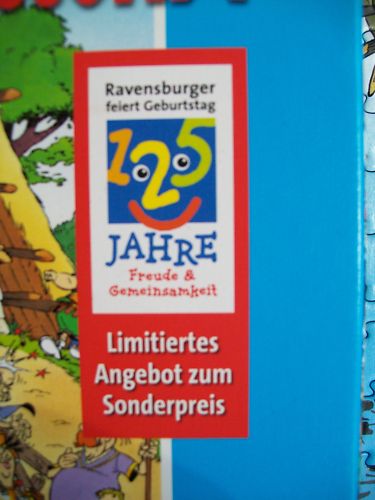 Ravensburger
feiert Geburtstag
125
JAHRE
Freude &
Gemeinsamkeit
Limitiertes
Angebot zum
Sonderpreis